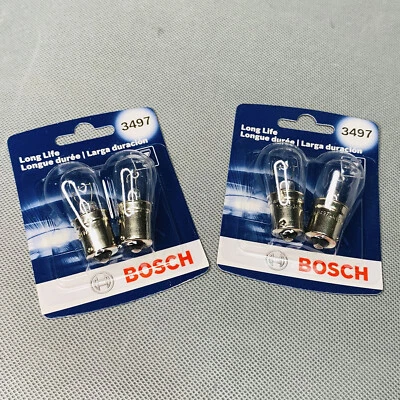 3497
Long Life
Longue durée | Larga duración
BOSCH
3497
Long Life
Longue durée | Larga duración
BOSCH